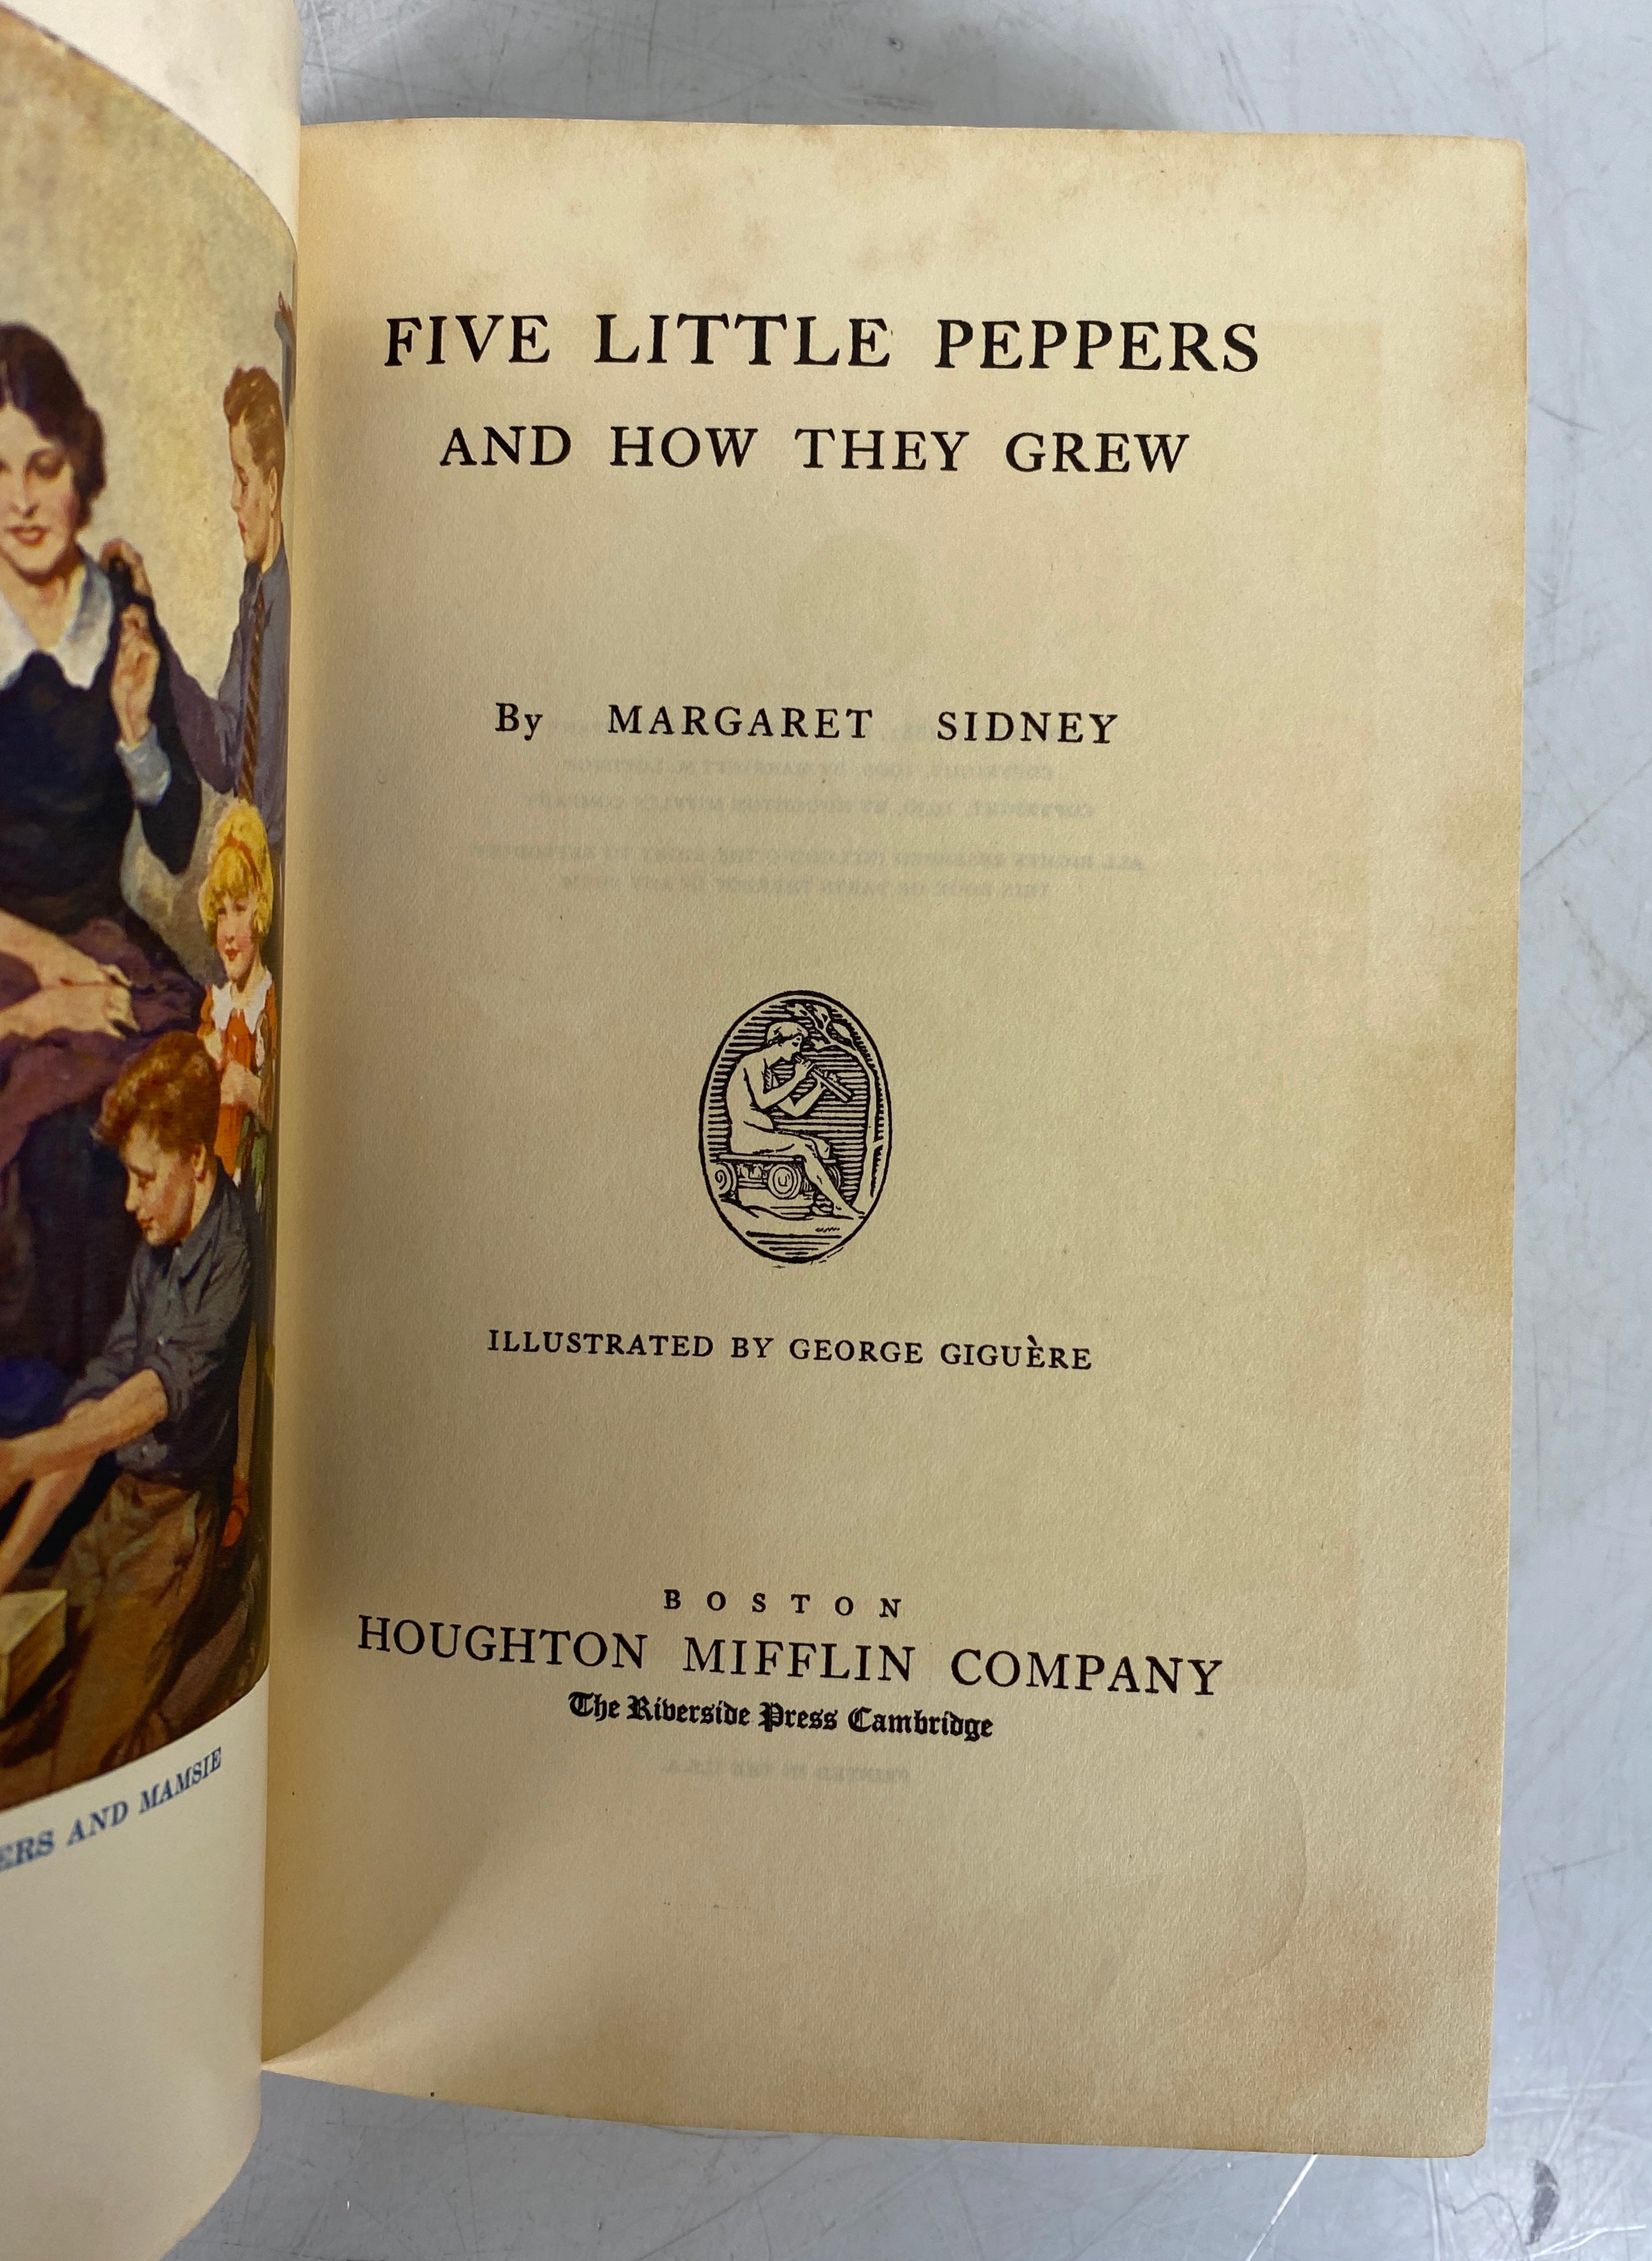 FIVE LITTLE PEPPERS
AND HOW THEY GREW
By MARGARET SIDNEY
ILLUSTRATED BY GEORGE GIGUÈRE
BOSTON
HOUGHTON MIFFLIN COMPANY
The Riverside Press Cambridge
ERS AND MAMSIE